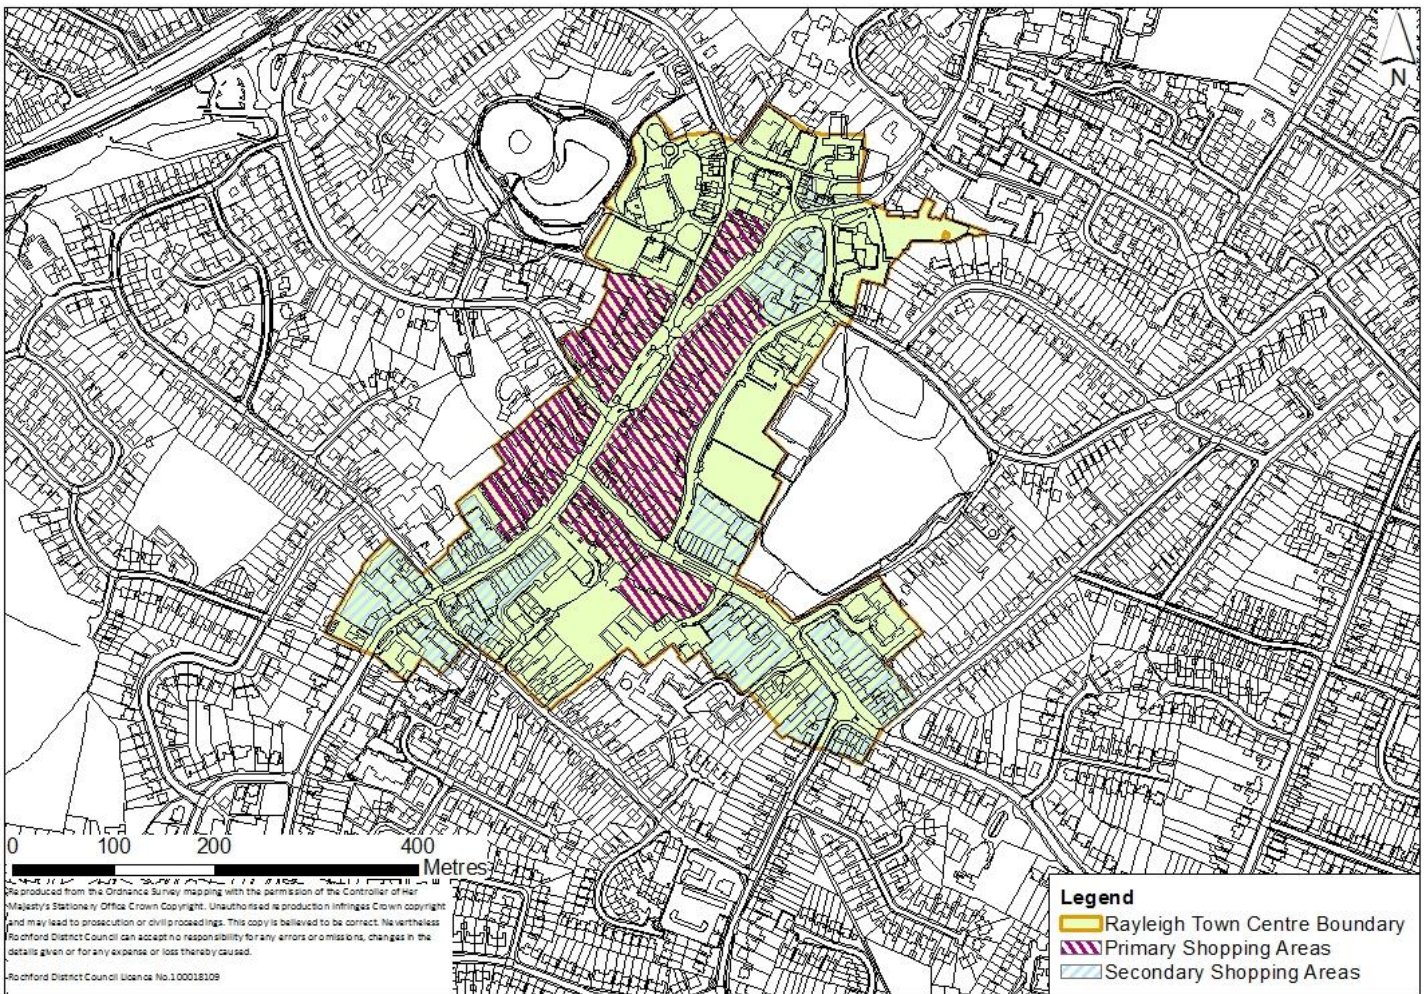 N
0 100 200 400
Metres
Reproduced from the Ordnance Survey mapping with the permission of the Controller of Her
Majesty's Stationery Office Crown Copyright. Unauthorised reproduction infringes Crown copyright
and may lead to prosecution or civil proceedings. This copy is believed to be correct. Nevertheless
Rochford District Council can accept no responsibility for any errors or omissions, changes in the
details given or for any expense or loss thereby caused.
Rochford District Council Licence No.100018109
Legend
Rayleigh Town Centre Boundary
Primary Shopping Areas
Secondary Shopping Areas